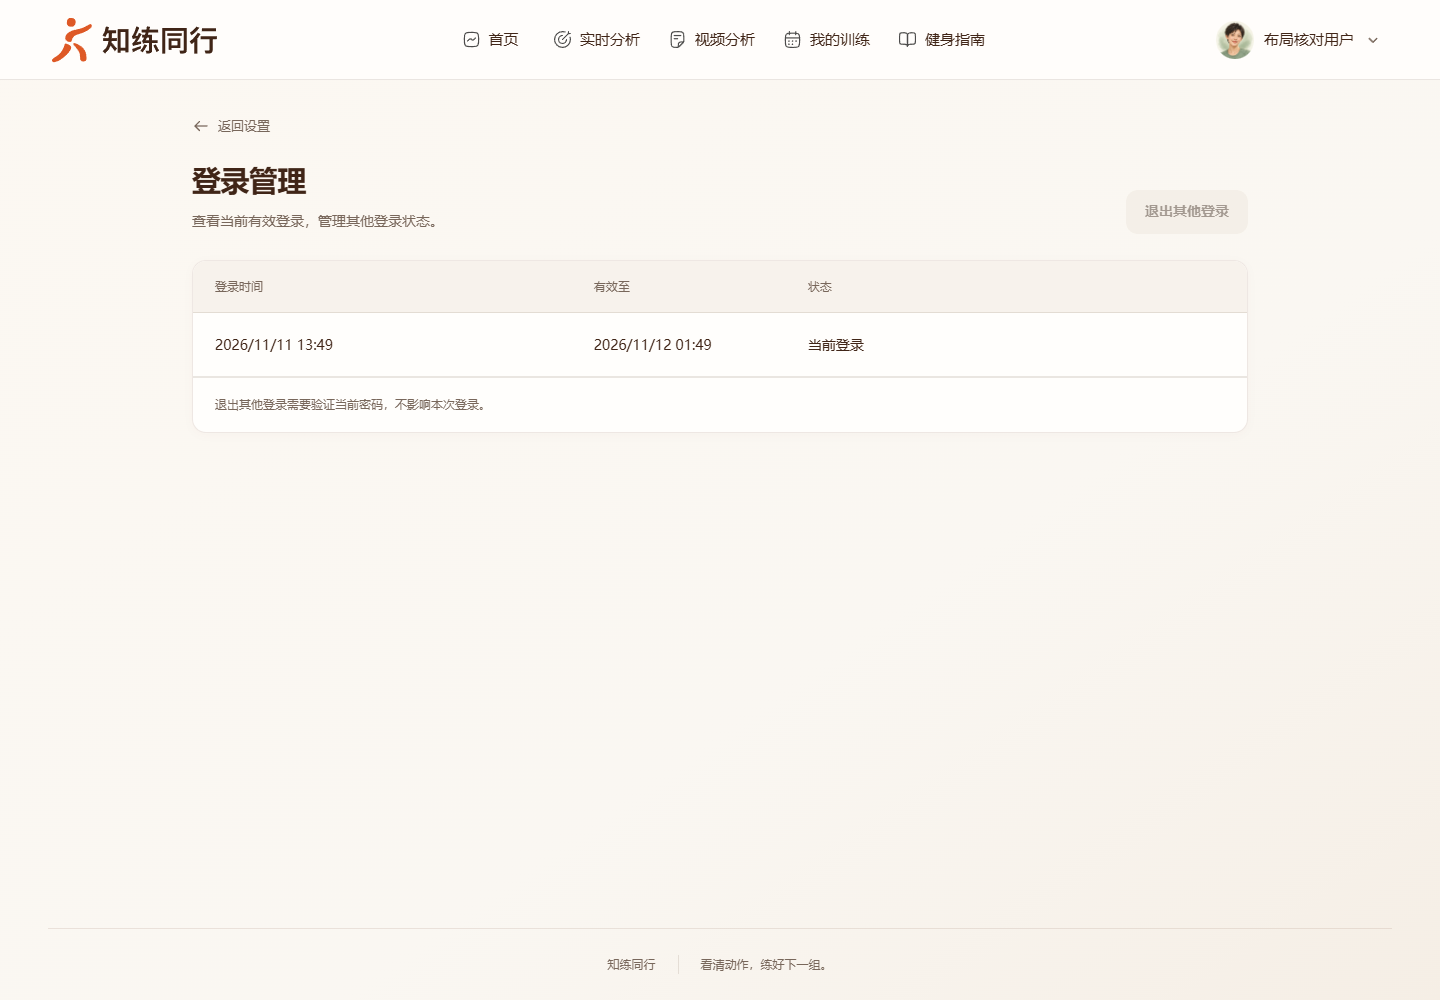 知练同行
首页
实时分析
视频分析
我的训练
健身指南
布局核对用户
返回设置
登录管理
查看当前有效登录，管理其他登录状态。
退出其他登录
登录时间 有效至 状态
2026/11/11 13:49 2026/11/12 01:49 当前登录
退出其他登录需要验证当前密码，不影响本次登录。
知练同行
看清动作，练好下一组。